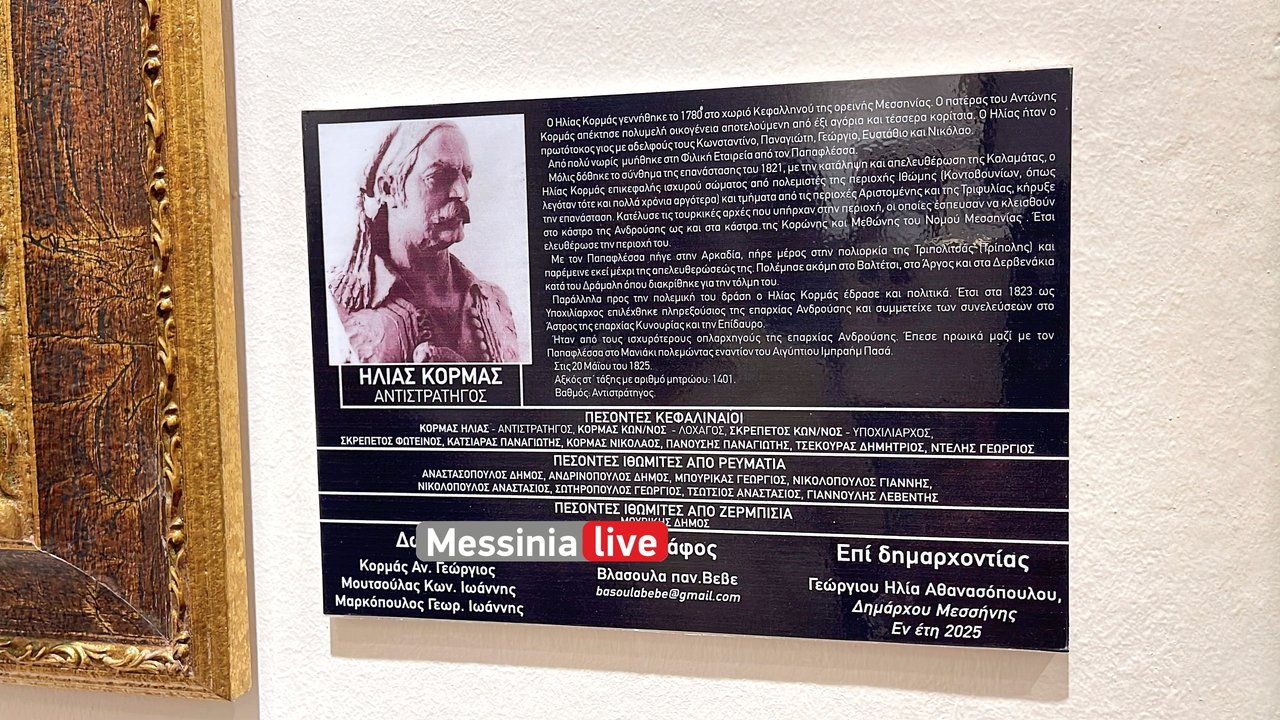 Ο Ηλίας Κορμάς γεννήθηκε το 1780 στο χωριό Κεφαλληνού της ορεινής Μεσσηνίας. Ο πατέρας του Αντώνης
Κορμάς απέκτησε πολυμελή οικογένεια αποτελούμενη από έξι αγόρια και τέσσερα κορίτσια. Ο Ηλίας ήταν ο
πρωτότοκος γιος με αδελφούς τους Κωνσταντίνο, Παναγιώτη, Γεώργιο, Ευστάθιο και Νικόλαο.
Από πολύ νωρίς μυήθηκε στη Φιλική Εταιρεία από τον Παπαφλέσσα.
Μόλις δόθηκε το σύνθημα της επανάστασης του 1821, με την κατάληψη και απελευθέρωση της Καλαμάτας, ο
Ηλίας Κορμάς επικεφαλής ισχυρού σώματος από πολεμιστές της περιοχής Ιθώμης (Κοντοβουνίων, όπως
λεγόταν τότε και πολλά χρόνια αργότερα) και τμήματα από τις περιοχές Αριστομένης και της Τριφυλίας, κήρυξε
την επανάσταση. Κατέλυσε τις τουρκικές αρχές που υπήρχαν στην περιοχή, οι οποίες έσπευσαν να κλεισθούν
στο κάστρο της Ανδρούσης ως και στα κάστρα της Κορώνης και Μεθώνης του Νομού Μεσσηνίας . Έτσι
ελευθέρωσε την περιοχή του.
Με τον Παπαφλέσσα πήγε στην Αρκαδία, πήρε μέρος στην πολιορκία της Τριπολιτσάς (Τρίπολης) και
παρέμεινε εκεί μέχρι της απελευθερώσεώς της. Πολέμησε ακόμη στο Βαλτέτσι, στο Άργος και στα Δερβενάκια
κατά του Δράμαλη όπου διακρίθηκε για την τόλμη του.
Παράλληλα προς την πολεμική του δράση ο Ηλίας Κορμάς έδρασε και πολιτικά. Έτσι στα 1823 ως
Υποχιλίαρχος επιλέχθηκε πληρεξούσιος της επαρχίας Ανδρούσης και συμμετείχε των συνελεύσεων στο
Άστρος της επαρχίας Κυνουρίας και την Επίδαυρο.
Ήταν από τους ισχυρότερους οπλαρχηγούς της επαρχίας Ανδρούσης. Έπεσε ηρωικά μαζί με τον
Παπαφλέσσα στο Μανιάκι πολεμώντας εναντίον του Αιγύπτιου Ιμπραήμ Πασά.
Στις 20 Μαΐου του 1825.
Αξκός στ΄ τάξης με αριθμό μητρώου: 1401.
Βαθμός: Αντιστράτηγος.
ΗΛΙΑΣ ΚΟΡΜΑΣ
ΑΝΤΙΣΤΡΑΤΗΓΟΣ
ΠΕΣΟΝΤΕΣ ΚΕΦΑΛΙΝΑΙΟΙ
ΚΟΡΜΑΣ ΗΛΙΑΣ - ΑΝΤΙΣΤΡΑΤΗΓΟΣ, ΚΟΡΜΑΣ ΚΩΝ/ΝΟΣ - ΛΟΧΑΓΟΣ, ΣΚΡΕΠΕΤΟΣ ΚΩΝ/ΝΟΣ - ΥΠΟΧΙΛΙΑΡΧΟΣ,
ΣΚΡΕΠΕΤΟΣ ΦΩΤΕΙΝΟΣ, ΚΑΤΣΙΑΡΑΣ ΠΑΝΑΓΙΩΤΗΣ, ΚΟΡΜΑΣ ΝΙΚΟΛΑΟΣ, ΠΑΝΟΥΣΗΣ ΠΑΝΑΓΙΩΤΗΣ, ΤΣΕΚΟΥΡΑΣ ΔΗΜΗΤΡΙΟΣ, ΝΤΕΛΗΣ ΓΕΩΡΓΙΟΣ
ΠΕΣΟΝΤΕΣ ΙΘΩΜΙΤΕΣ ΑΠΟ ΡΕΥΜΑΤΙΑ
ΑΝΑΣΤΑΣΟΠΟΥΛΟΣ ΔΗΜΟΣ, ΑΝΔΡΙΝΟΠΟΥΛΟΣ ΔΗΜΟΣ, ΜΠΟΥΡΙΚΑΣ ΓΕΩΡΓΙΟΣ, ΝΙΚΟΛΟΠΟΥΛΟΣ ΓΙΑΝΝΗΣ,
ΝΙΚΟΛΟΠΟΥΛΟΣ ΑΝΑΣΤΑΣΙΟΣ, ΣΩΤΗΡΟΠΟΥΛΟΣ ΓΕΩΡΓΙΟΣ, ΤΣΩΤΣΙΟΣ ΑΝΑΣΤΑΣΙΟΣ, ΓΙΑΝΝΟΥΛΗΣ ΛΕΒΕΝΤΗΣ
ΠΕΣΟΝΤΕΣ ΙΘΩΜΙΤΕΣ ΑΠΟ ΖΕΡΜΠΙΣΙΑ
ΜΟΥΡΙΚΗΣ ΔΗΜΟΣ
Messinia live
Κορμάς Αν. Γεώργιος
Μουτσούλας Κων. Ιωάννης
Μαρκόπουλος Γεωρ. Ιωάννης
Βλασουλα παν.Βεβε
basoulabebe@gmail.com
Επί δημαρχοντίας
Γεώργιου Ηλία Αθανασόπουλου,
Δημάρχου Μεσσήνης
Εν έτη 2025